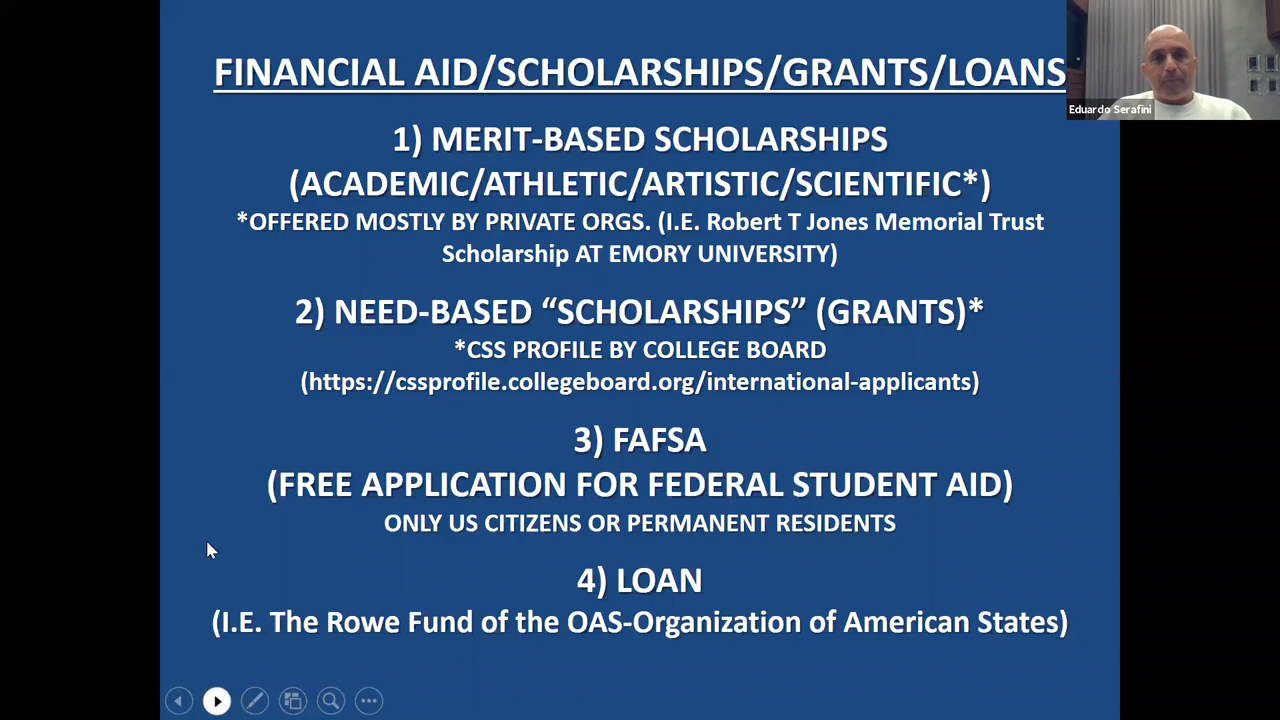 FINANCIAL AID/SCHOLARSHIPS/GRANTS/LOANS
Eduardo Serafini
1) MERIT-BASED SCHOLARSHIPS
(ACADEMIC/ATHLETIC/ARTISTIC/SCIENTIFIC*)
*OFFERED MOSTLY BY PRIVATE ORGS. (I.E. Robert T Jones Memorial Trust
Scholarship AT EMORY UNIVERSITY)
2) NEED-BASED “SCHOLARSHIPS” (GRANTS)*
*CSS PROFILE BY COLLEGE BOARD
(https://cssprofile.collegeboard.org/international-applicants)
3) FAFSA
(FREE APPLICATION FOR FEDERAL STUDENT AID)
ONLY US CITIZENS OR PERMANENT RESIDENTS
4) LOAN
(I.E. The Rowe Fund of the OAS-Organization of American States)